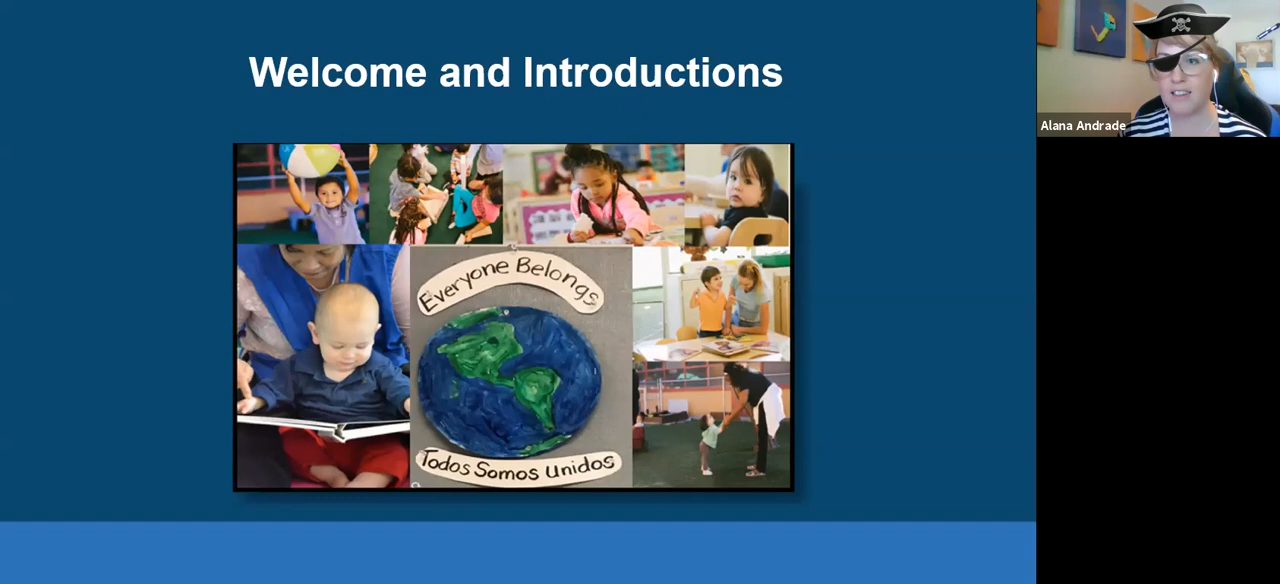 Welcome and Introductions
Everyone Belongs
Todos Somos Unidos
Alana Andrade